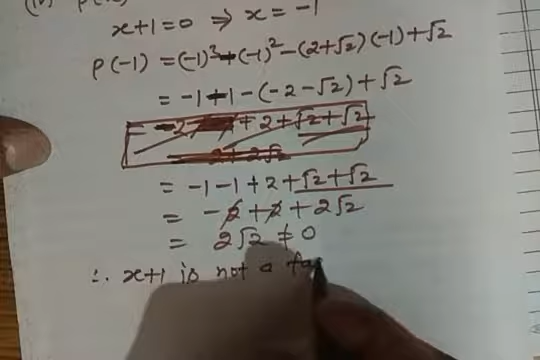 x+1=0 ⇒ x=-1
p(-1) = (-1)³-(-1)²-(2+√2)(-1)+√2
= -1-1-(-2-√2)+√2
= -1-1+2+√2+√2
= -2+2+2√2
= 2√2 ≠ 0
∴ x+1 is not a